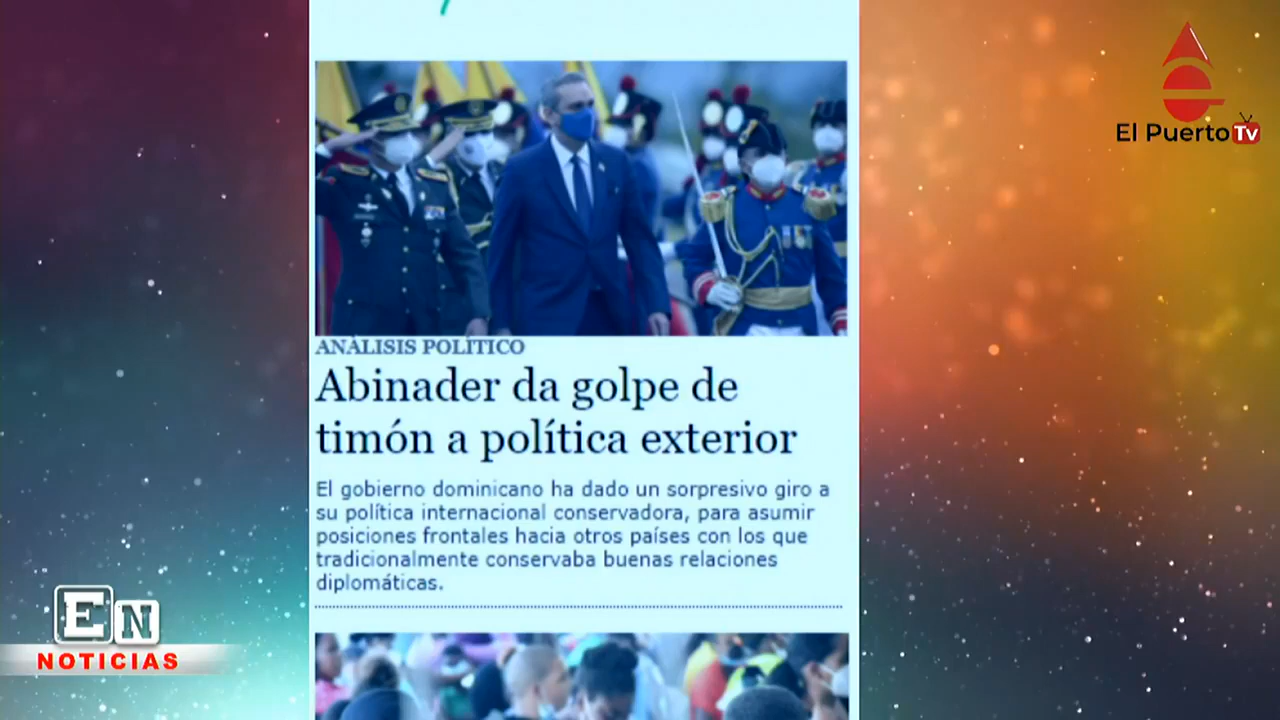 El Puerto Tv
ANÁLISIS POLÍTICO
Abinader da golpe de
timón a política exterior
El gobierno dominicano ha dado un sorpresivo giro a
su política internacional conservadora, para asumir
posiciones frontales hacia otros países con los que
tradicionalmente conservaba buenas relaciones
diplomáticas.
EN
NOTICIAS